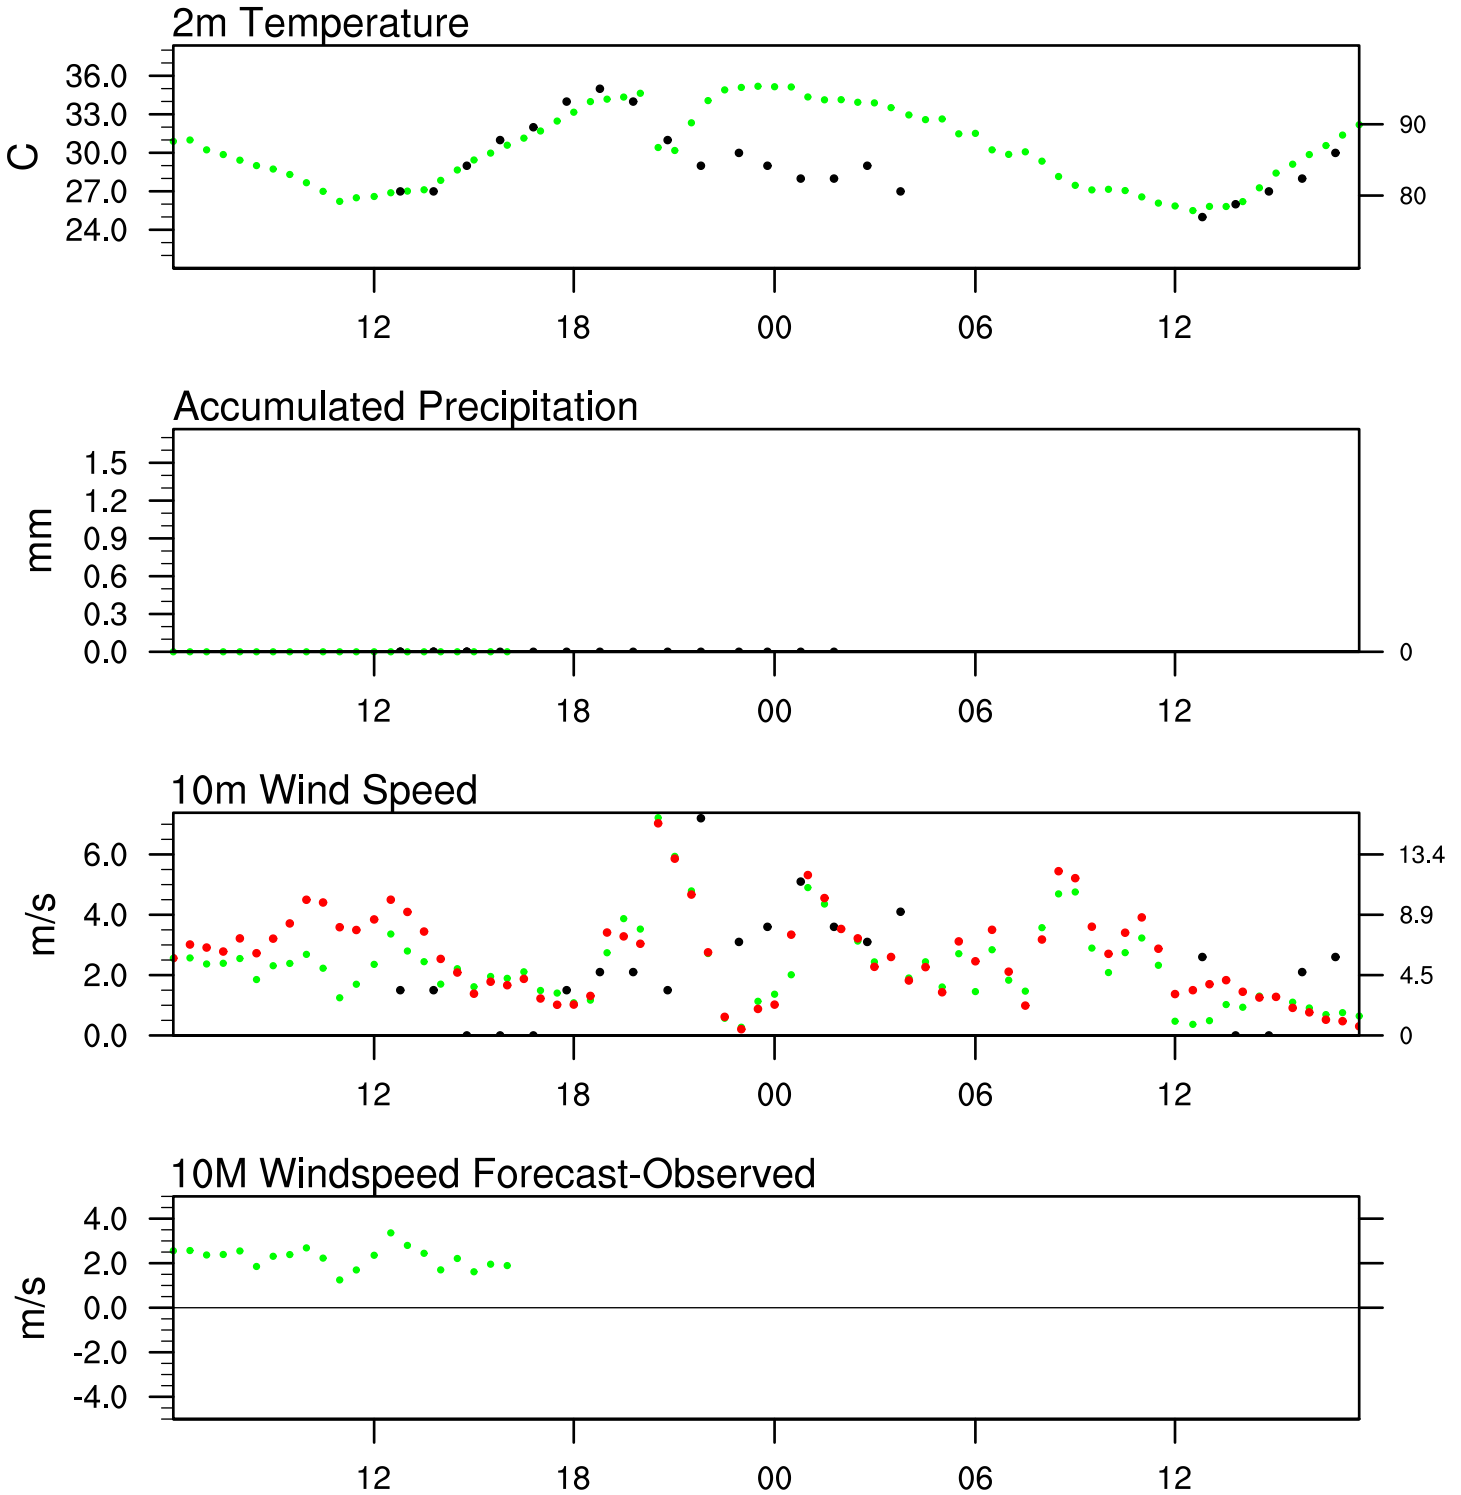 2m Temperature
C
36.0
33.0
30.0
27.0
24.0
90
80
12 18 00 06 12
Accumulated Precipitation
mm
1.5
1.2
0.9
0.6
0.3
0.0
0
12 18 00 06 12
10m Wind Speed
m/s
6.0
4.0
2.0
0.0
13.4
8.9
4.5
0
12 18 00 06 12
10M Windspeed Forecast-Observed
m/s
4.0
2.0
0.0
-2.0
-4.0
12 18 00 06 12